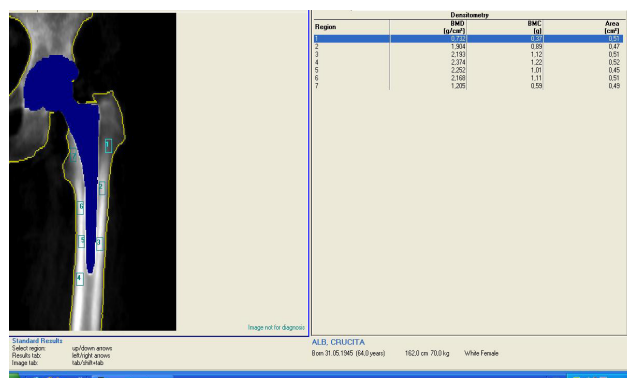 Densitometry
Region BMD [g/cm²] BMC [g] Area [cm²]
1 0,732 0,37 0,51
2 1,904 0,89 0,47
3 2,193 1,12 0,51
4 2,374 1,22 0,52
5 2,252 1,01 0,45
6 2,168 1,11 0,51
7 1,205 0,59 0,49
1
7
2
6
5
3
4
Image not for diagnosis
Standard Results
Select region: up/down arrows
Results tab: left/right arrows
Image tab: tab/shift+tab
ALB, CRUCITA
Born 31.05.1945 (64,0 years) 162,0 cm 70,0 kg White Female